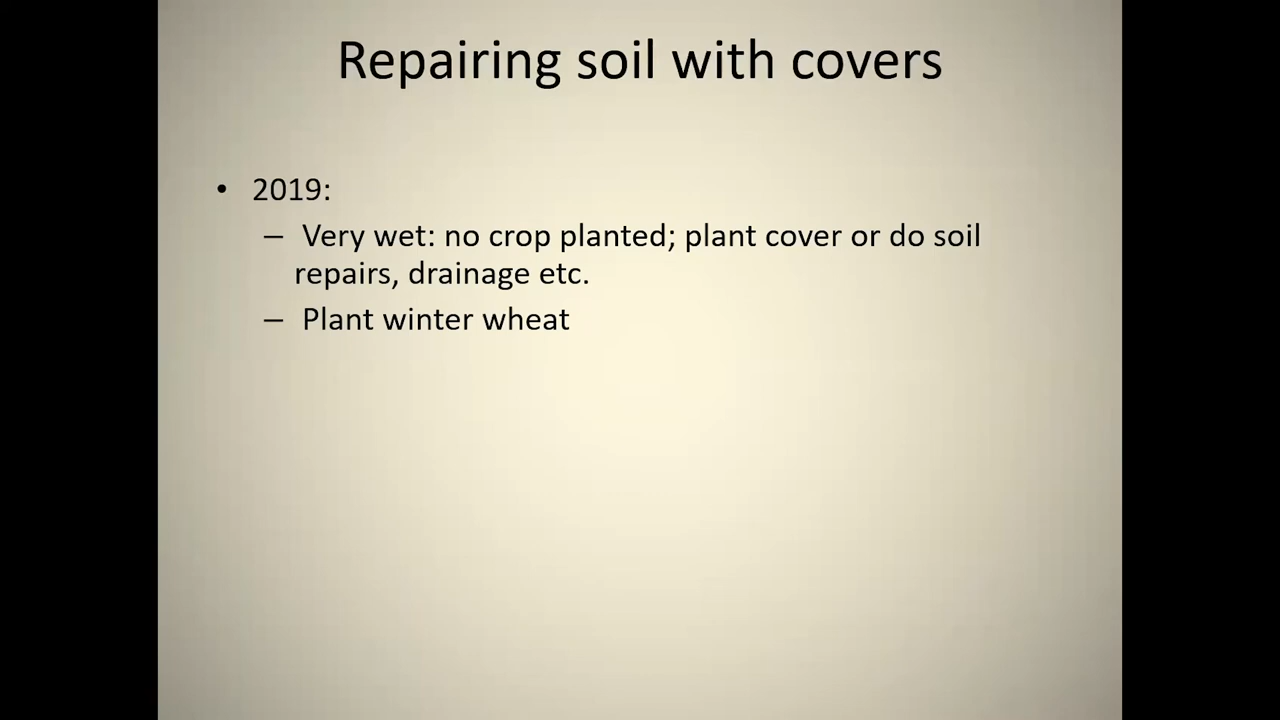 Repairing soil with covers
• 2019:
– Very wet: no crop planted; plant cover or do soil
repairs, drainage etc.
– Plant winter wheat